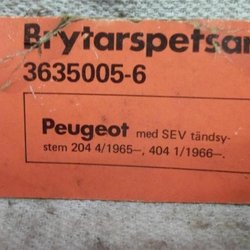 Brytarspetsar
3635005-6
Peugeot med SEV tändsy-
stem 204 4/1965–, 404 1/1966–.